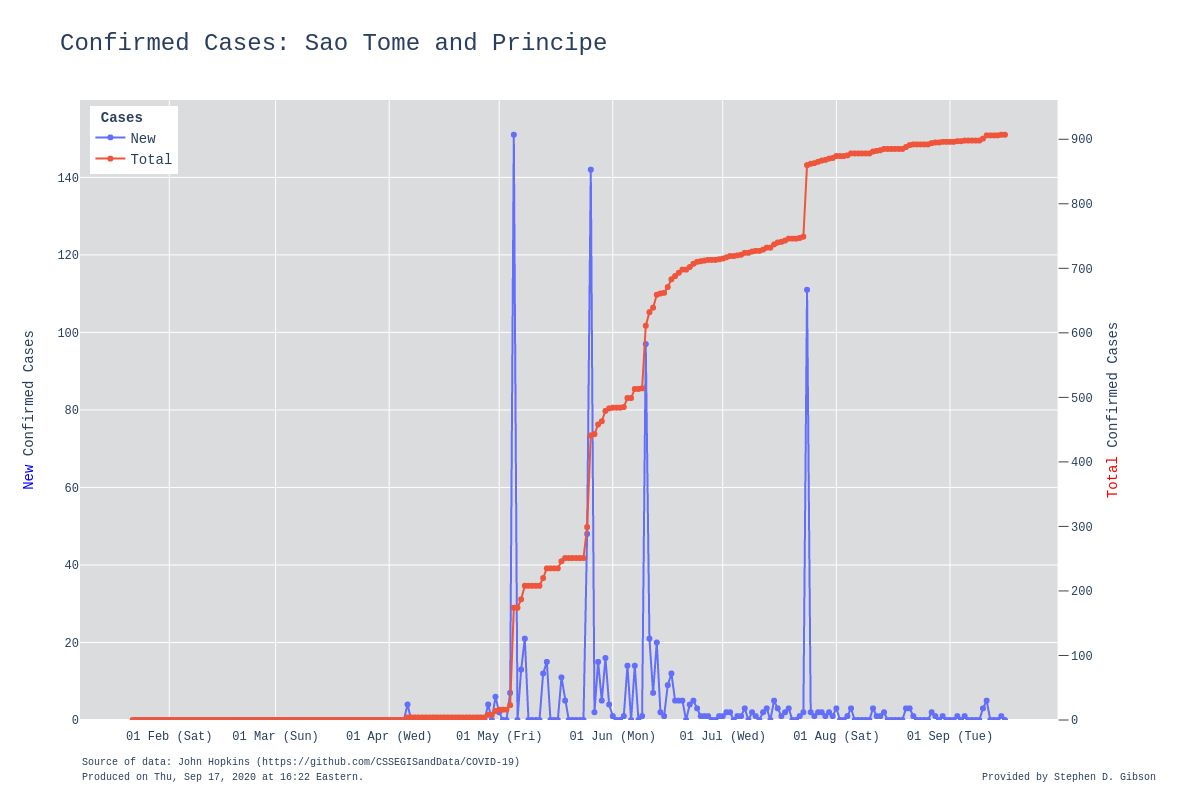 Confirmed Cases: Sao Tome and Principe
Cases
New
Total
140
120
100
80
60
40
20
0
900
800
700
600
500
400
300
200
100
0
New Confirmed Cases
Total Confirmed Cases
01 Feb (Sat) 01 Mar (Sun) 01 Apr (Wed) 01 May (Fri) 01 Jun (Mon) 01 Jul (Wed) 01 Aug (Sat) 01 Sep (Tue)
Source of data: John Hopkins (https://github.com/CSSEGISandData/COVID-19)
Produced on Thu, Sep 17, 2020 at 16:22 Eastern.
Provided by Stephen D. Gibson